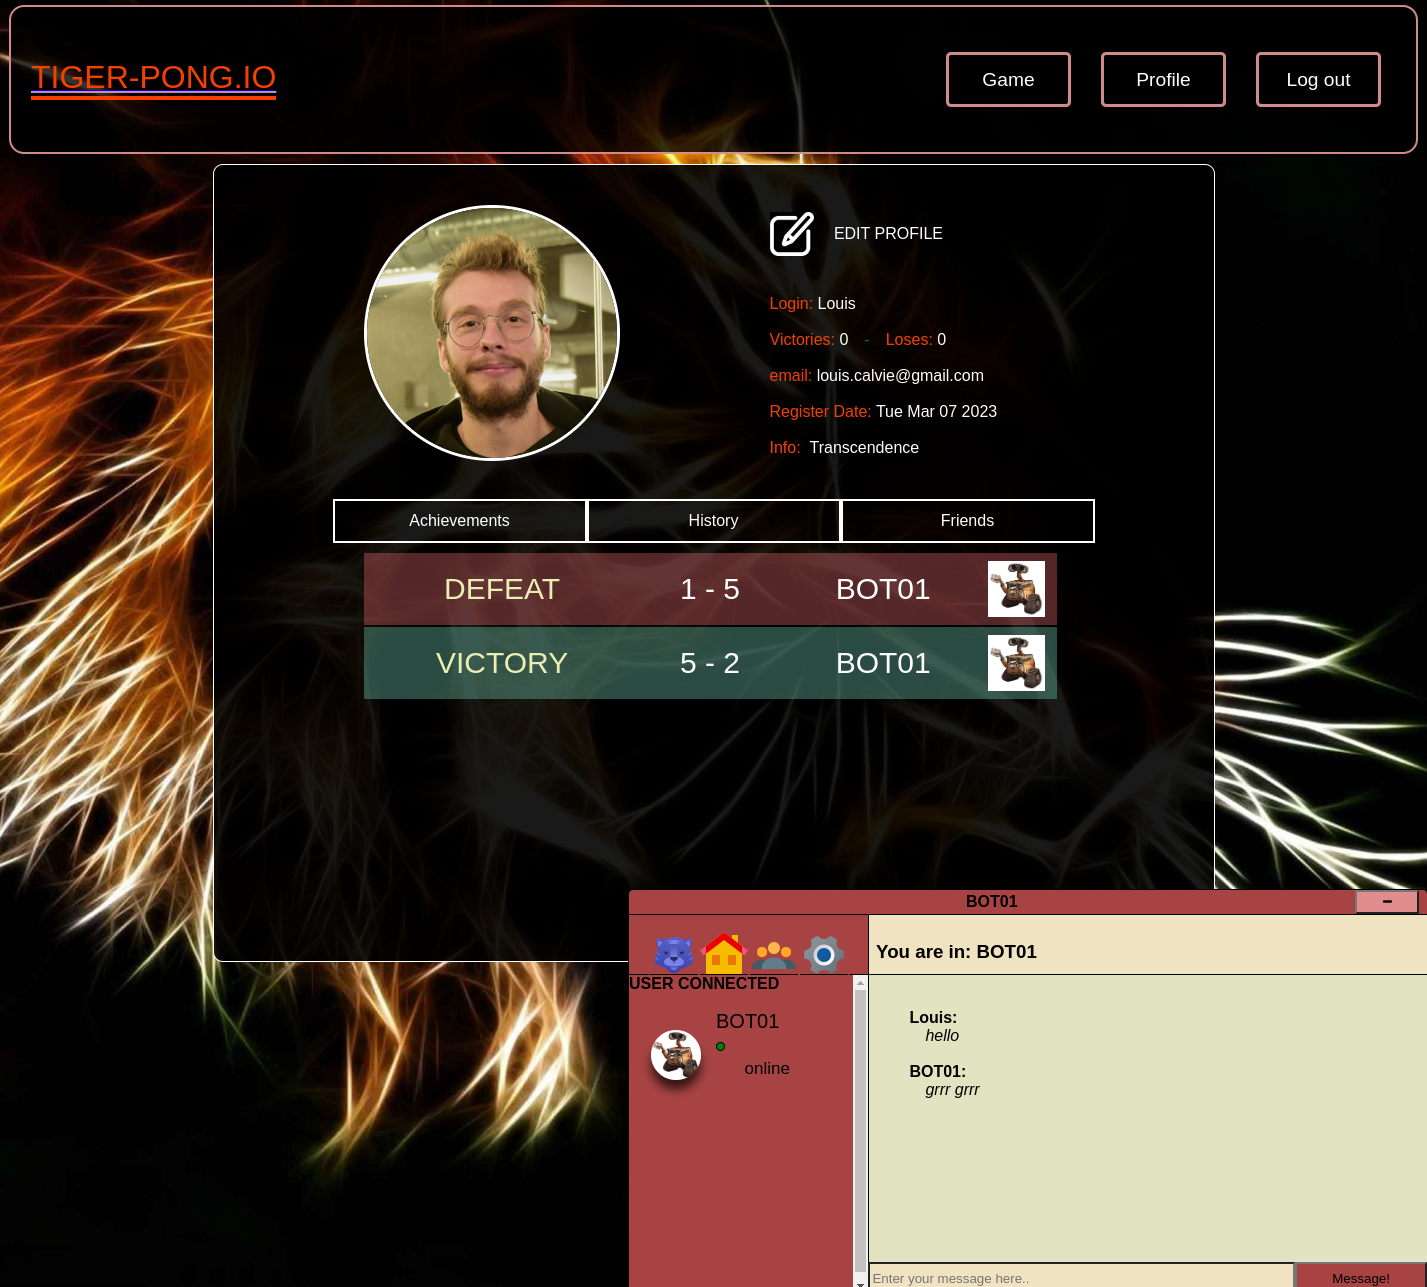 TIGER-PONG.IO
Game
Profile
Log out
EDIT PROFILE
Login: Louis
Victories: 0 - Loses: 0
email: louis.calvie@gmail.com
Register Date: Tue Mar 07 2023
Info: Transcendence
Achievements
History
Friends
DEFEAT 1 - 5 BOT01
VICTORY 5 - 2 BOT01
BOT01
-
You are in: BOT01
USER CONNECTED
BOT01
online
Louis:
hello
BOT01:
grrr grrr
Enter your message here..
Message!